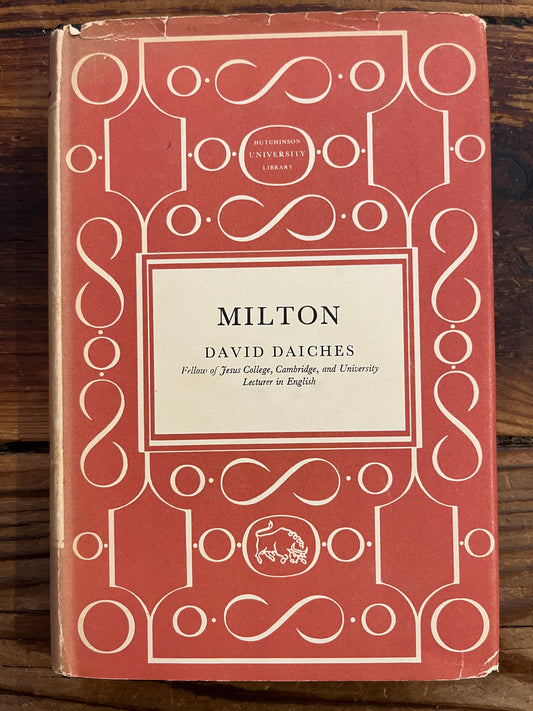 HUTCHINSON
UNIVERSITY
LIBRARY
MILTON
DAVID DAICHES
Fellow of Jesus College, Cambridge, and University
Lecturer in English